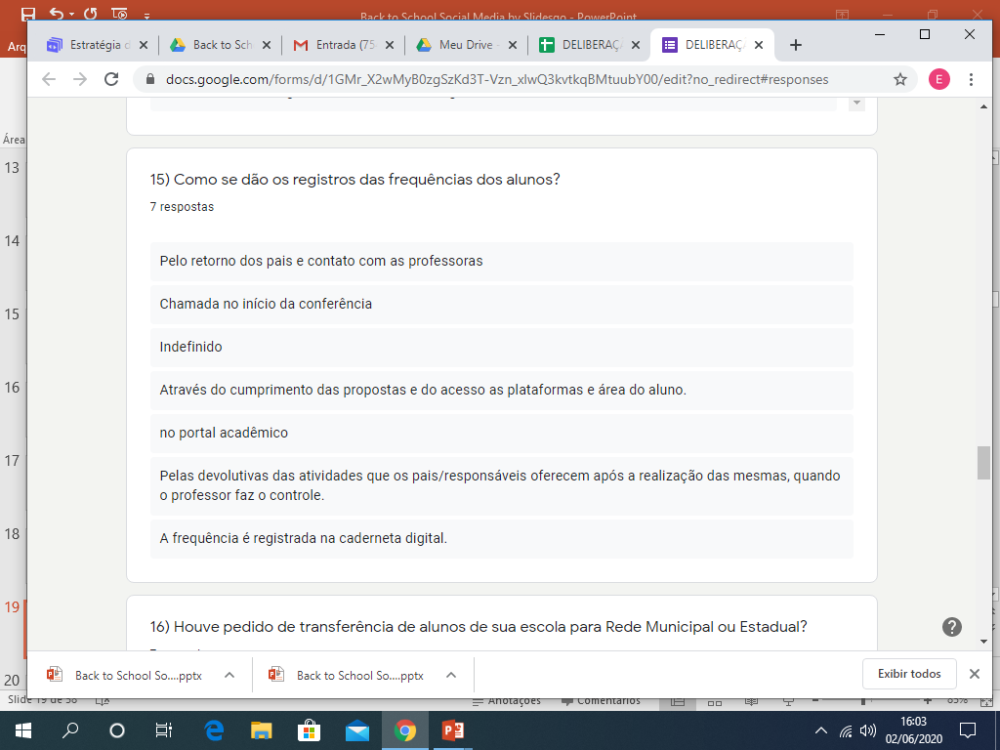 Back to School Social Media by Slidesgo - PowerPoint
Arq
Estratégia d
Back to Sch
Entrada (75
Meu Drive -
DELIBERAÇ
DELIBERAÇ
docs.google.com/forms/d/1GMr_X2wMyB0zgSzKd3T-Vzn_xlwQ3kvtkqBMtuubY00/edit?no_redirect#responses
E
Área
13
14
15
16
17
18
19
20
15) Como se dão os registros das frequências dos alunos?
7 respostas
Pelo retorno dos pais e contato com as professoras
Chamada no início da conferência
Indefinido
Através do cumprimento das propostas e do acesso as plataformas e área do aluno.
no portal acadêmico
Pelas devolutivas das atividades que os pais/responsáveis oferecem após a realização das mesmas, quando
o professor faz o controle.
A frequência é registrada na caderneta digital.
16) Houve pedido de transferência de alunos de sua escola para Rede Municipal ou Estadual?
Back to School So....pptx
Back to School So....pptx
Exibir todos
Slide 19 de 38
Anotações
Comentários
83%
16:03
02/06/2020